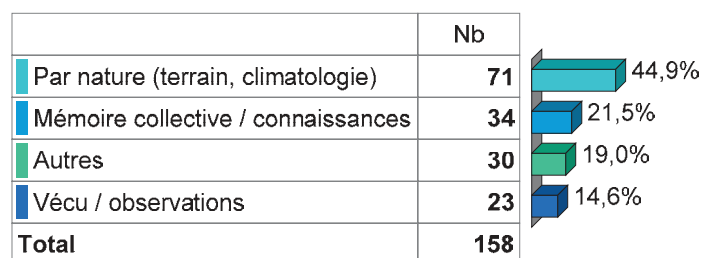 Nb
Par nature (terrain, climatologie) 71 44,9%
Mémoire collective / connaissances 34 21,5%
Autres 30 19,0%
Vécu / observations 23 14,6%
Total 158